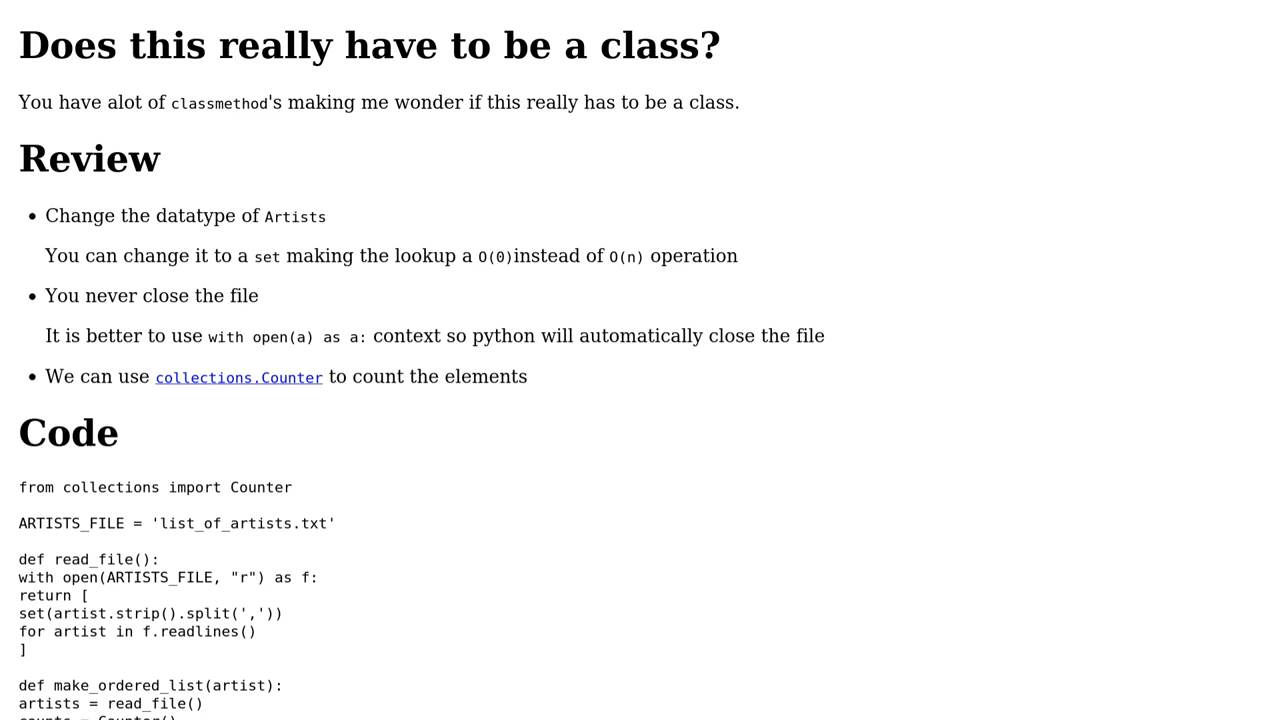 Does this really have to be a class?
You have alot of classmethod's making me wonder if this really has to be a class.
Review
• Change the datatype of Artists
You can change it to a set making the lookup a O(0)instead of O(n) operation
• You never close the file
It is better to use with open(a) as a: context so python will automatically close the file
• We can use collections.Counter to count the elements
Code
from collections import Counter
ARTISTS_FILE = 'list_of_artists.txt'
def read_file():
with open(ARTISTS_FILE, "r") as f:
return [
set(artist.strip().split(','))
for artist in f.readlines()
]
def make_ordered_list(artist):
artists = read_file()
counts = Counter()